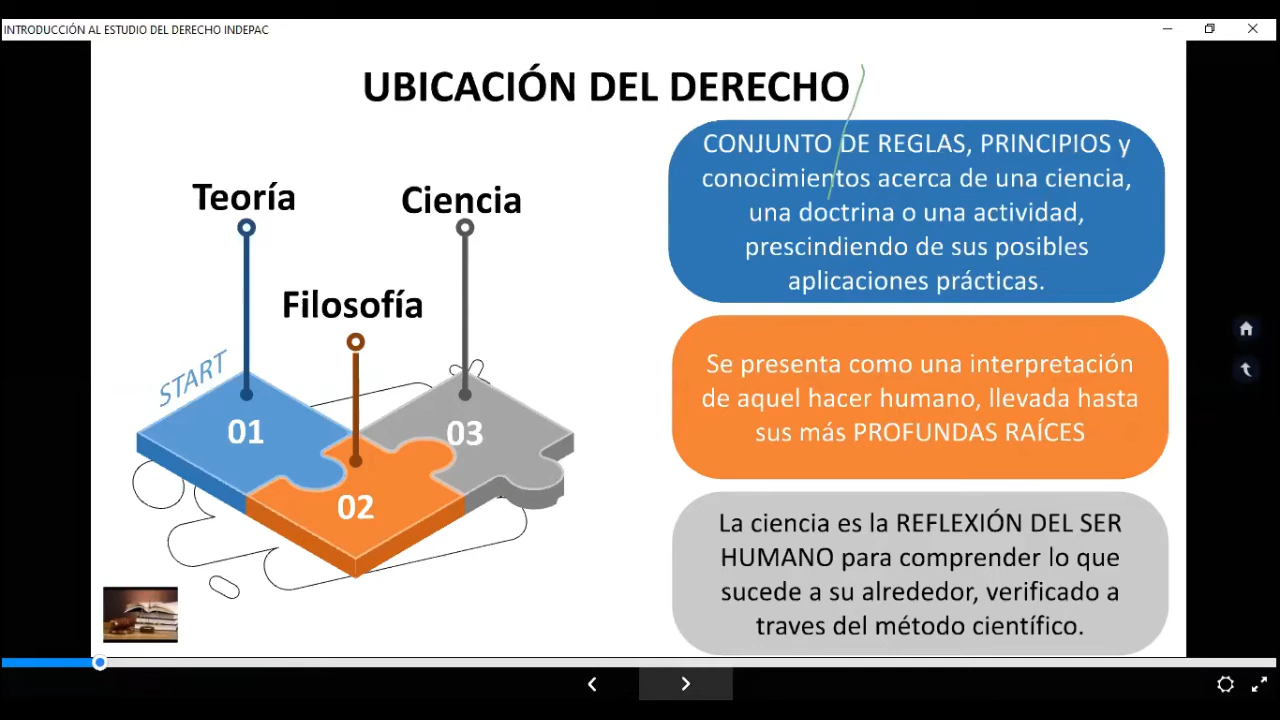 INTRODUCCIÓN AL ESTUDIO DEL DERECHO INDEPAC
UBICACIÓN DEL DERECHO
Teoría
Ciencia
Filosofía
START
01
02
03
CONJUNTO DE REGLAS, PRINCIPIOS y
conocimientos acerca de una ciencia,
una doctrina o una actividad,
prescindiendo de sus posibles
aplicaciones prácticas.
Se presenta como una interpretación
de aquel hacer humano, llevada hasta
sus más PROFUNDAS RAÍCES
La ciencia es la REFLEXIÓN DEL SER
HUMANO para comprender lo que
sucede a su alrededor, verificado a
traves del método científico.